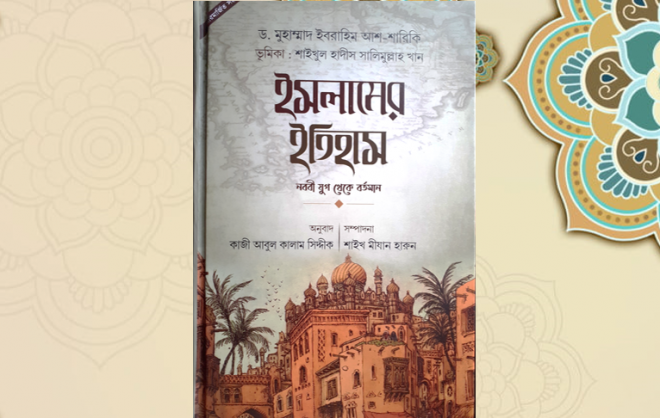 ড. মুহাম্মাদ ইবরাহিম আশ-শারিকি
ভূমিকা : শাইখুল হাদীস সালিমুল্লাহ খান
ইসলামের
ইতিহাস
নববী যুগ থেকে বর্তমান
অনুবাদ
সম্পাদনা
কাজী আবুল কালাম সিদ্দীক
শাইখ মীযান হারুন